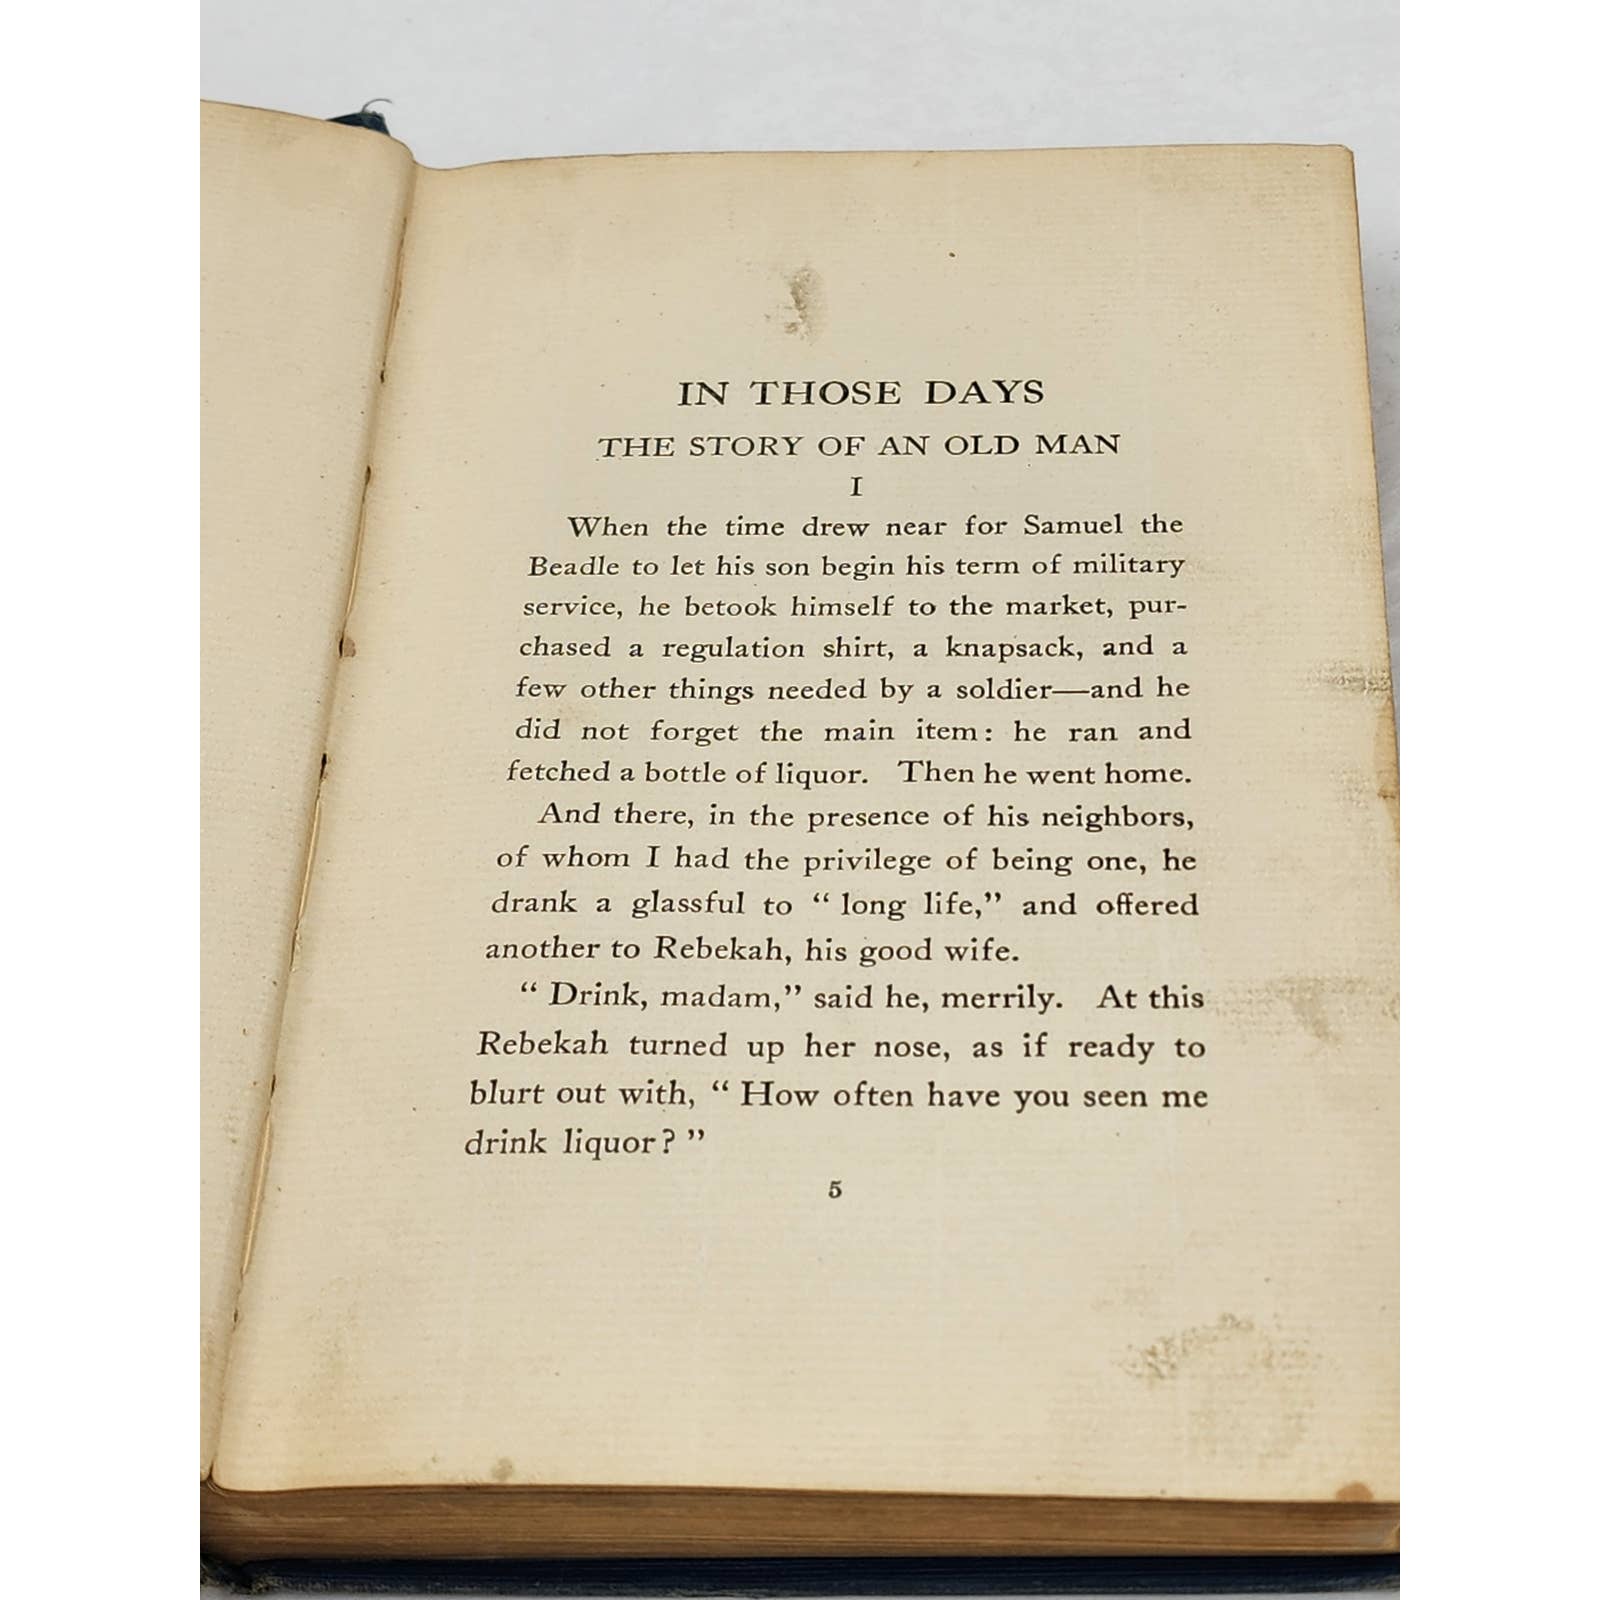 IN THOSE DAYS
THE STORY OF AN OLD MAN
I
When the time drew near for Samuel the
Beadle to let his son begin his term of military
service, he betook himself to the market, pur-
chased a regulation shirt, a knapsack, and a
few other things needed by a soldier—and he
did not forget the main item: he ran and
fetched a bottle of liquor. Then he went home.
And there, in the presence of his neighbors,
of whom I had the privilege of being one, he
drank a glassful to “ long life,” and offered
another to Rebekah, his good wife.
“ Drink, madam,” said he, merrily. At this
Rebekah turned up her nose, as if ready to
blurt out with, “ How often have you seen me
drink liquor? ”
5